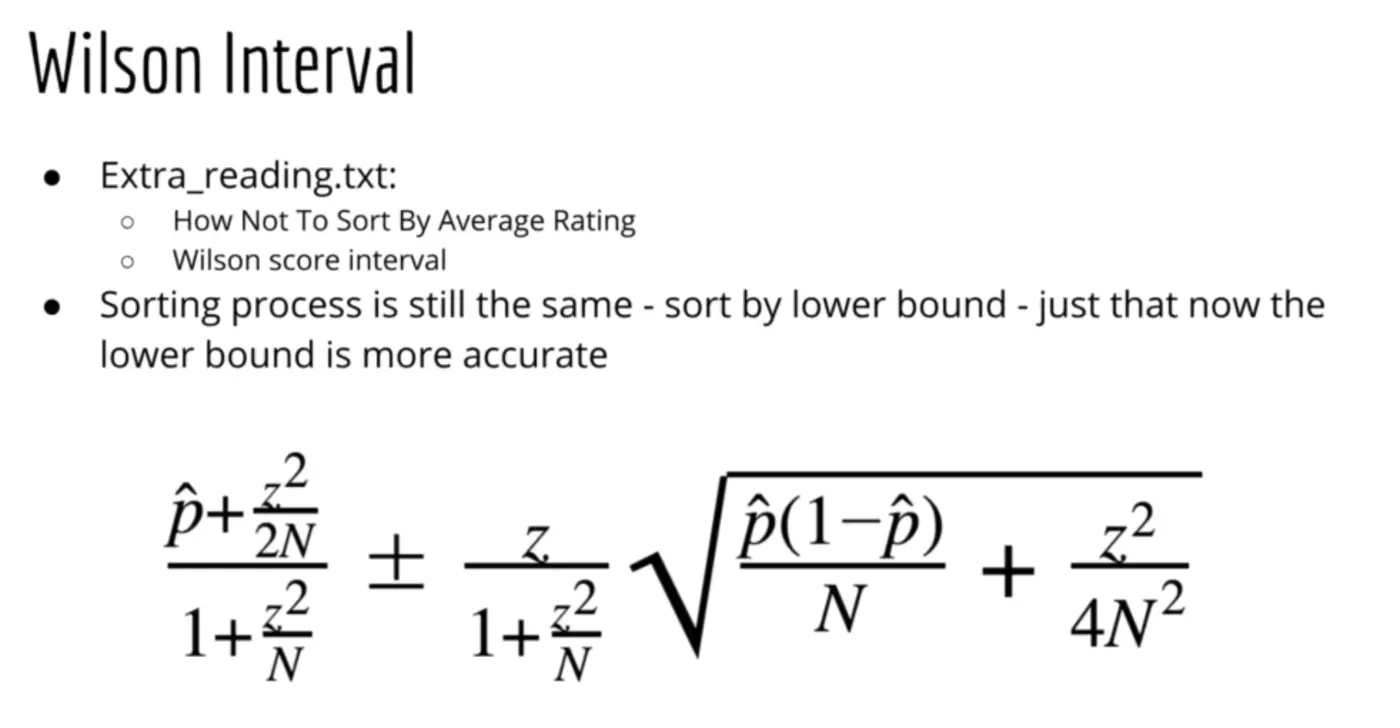 Wilson Interval
● Extra_reading.txt:
○ How Not To Sort By Average Rating
○ Wilson score interval
● Sorting process is still the same - sort by lower bound - just that now the
lower bound is more accurate
\frac{\hat{p}+\frac{z^2}{2N}}{1+\frac{z^2}{N}} \pm \frac{z}{1+\frac{z^2}{N}} \sqrt{\frac{\hat{p}(1-\hat{p})}{N} + \frac{z^2}{4N^2}}